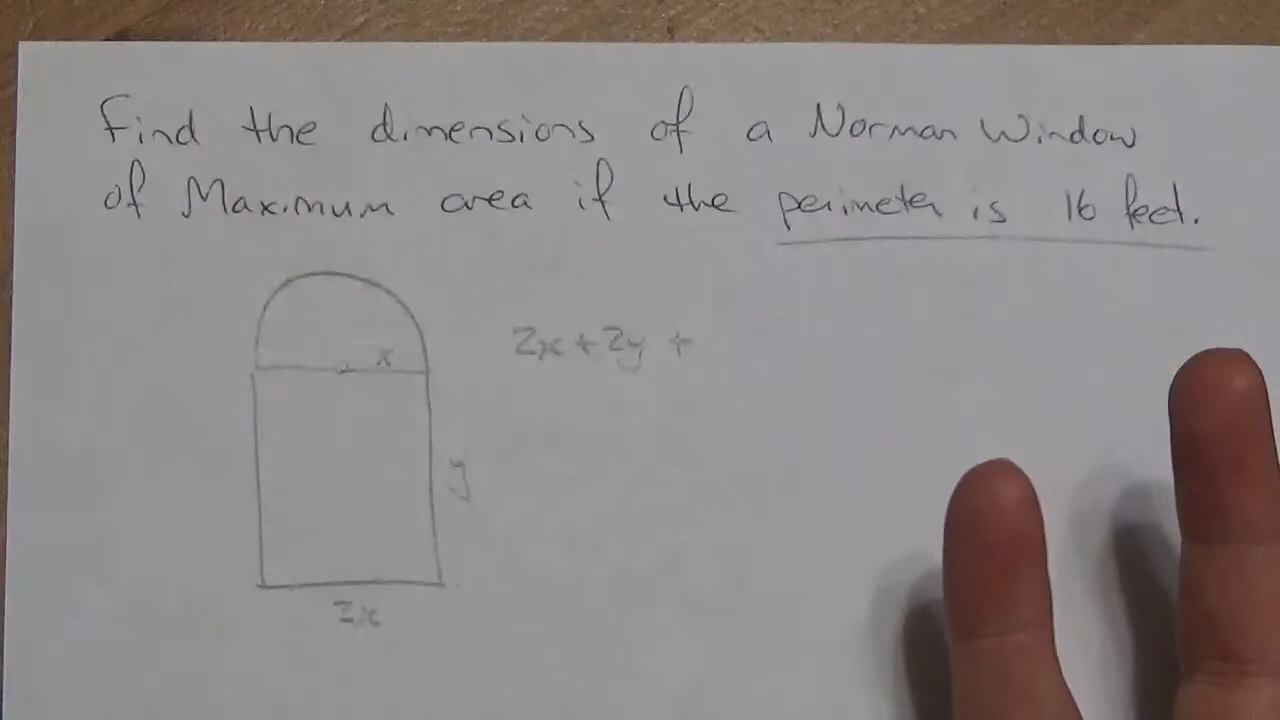 Find the dimensions of a Norman Window
of Maximum area if the perimeter is 16 feet.
x
2x + 2y +
y
2x